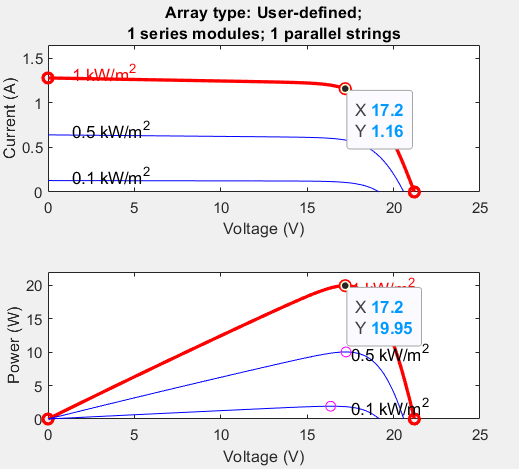 Array type: User-defined;
1 series modules; 1 parallel strings
1.5
1
0.5
0
Current (A)
1 kW/m²
0.5 kW/m²
0.1 kW/m²
X 17.2
Y 1.16
0 5 10 15 20 25
Voltage (V)
20
15
10
5
0
Power (W)
1 kW/m²
X 17.2
Y 19.95
0.5 kW/m²
0.1 kW/m²
0 5 10 15 20 25
Voltage (V)